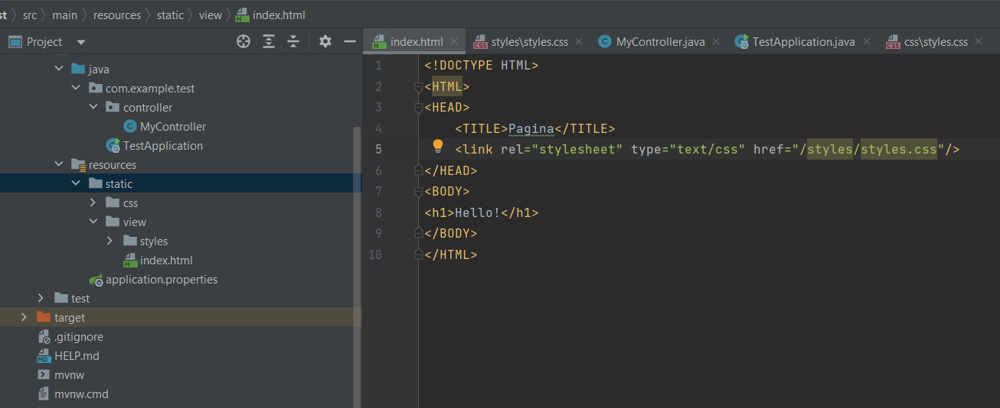 st src main resources static view index.html
Project
index.html styles\styles.css MyController.java TestApplication.java css\styles.css
java
com.example.test
controller
MyController
TestApplication
resources
static
css
view
styles
index.html
application.properties
test
target
.gitignore
HELP.md
mvnw
mvnw.cmd
1 <!DOCTYPE HTML>
2 <HTML>
3 <HEAD>
4 <TITLE>Pagina</TITLE>
5 <link rel="stylesheet" type="text/css" href="/styles/styles.css"/>
6 </HEAD>
7 <BODY>
8 <h1>Hello!</h1>
9 </BODY>
10 </HTML>